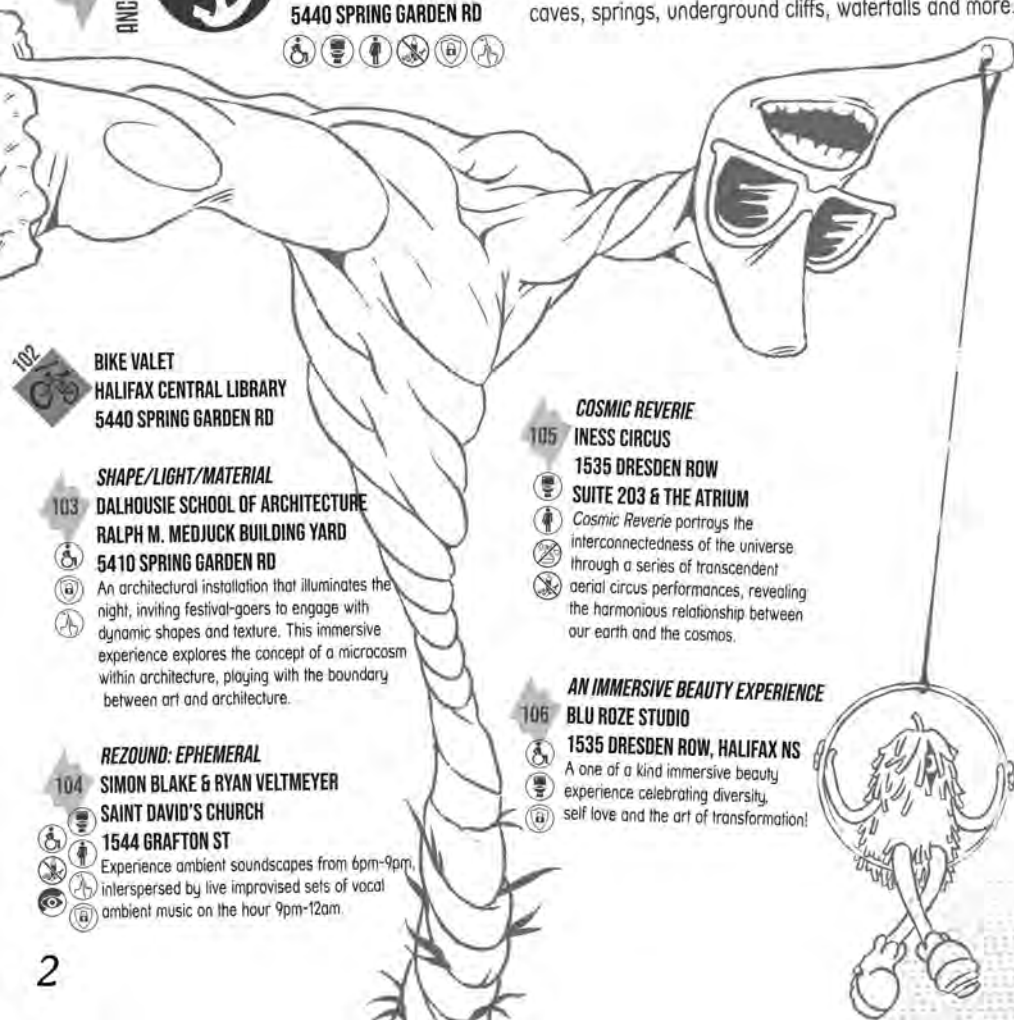 ANC
5440 SPRING GARDEN RD
caves, springs, underground cliffs, waterfalls and more.
102
BIKE VALET
HALIFAX CENTRAL LIBRARY
5440 SPRING GARDEN RD
SHAPE/LIGHT/MATERIAL
103 DALHOUSIE SCHOOL OF ARCHITECTURE
RALPH M. MEDJUCK BUILDING YARD
5410 SPRING GARDEN RD
An architectural installation that illuminates the
night, inviting festival-goers to engage with
dynamic shapes and texture. This immersive
experience explores the concept of a microcosm
within architecture, playing with the boundary
between art and architecture.
REZOUND: EPHEMERAL
104 SIMON BLAKE & RYAN VELTMEYER
SAINT DAVID'S CHURCH
1544 GRAFTON ST
Experience ambient soundscapes from 6pm-9pm,
interspersed by live improvised sets of vocal
ambient music on the hour 9pm-12am.
COSMIC REVERIE
105 INESS CIRCUS
1535 DRESDEN ROW
SUITE 203 & THE ATRIUM
Cosmic Reverie portrays the
interconnectedness of the universe
through a series of transcendent
aerial circus performances, revealing
the harmonious relationship between
our earth and the cosmos.
AN IMMERSIVE BEAUTY EXPERIENCE
106 BLU ROZE STUDIO
1535 DRESDEN ROW, HALIFAX NS
A one of a kind immersive beauty
experience celebrating diversity,
self love and the art of transformation!
2